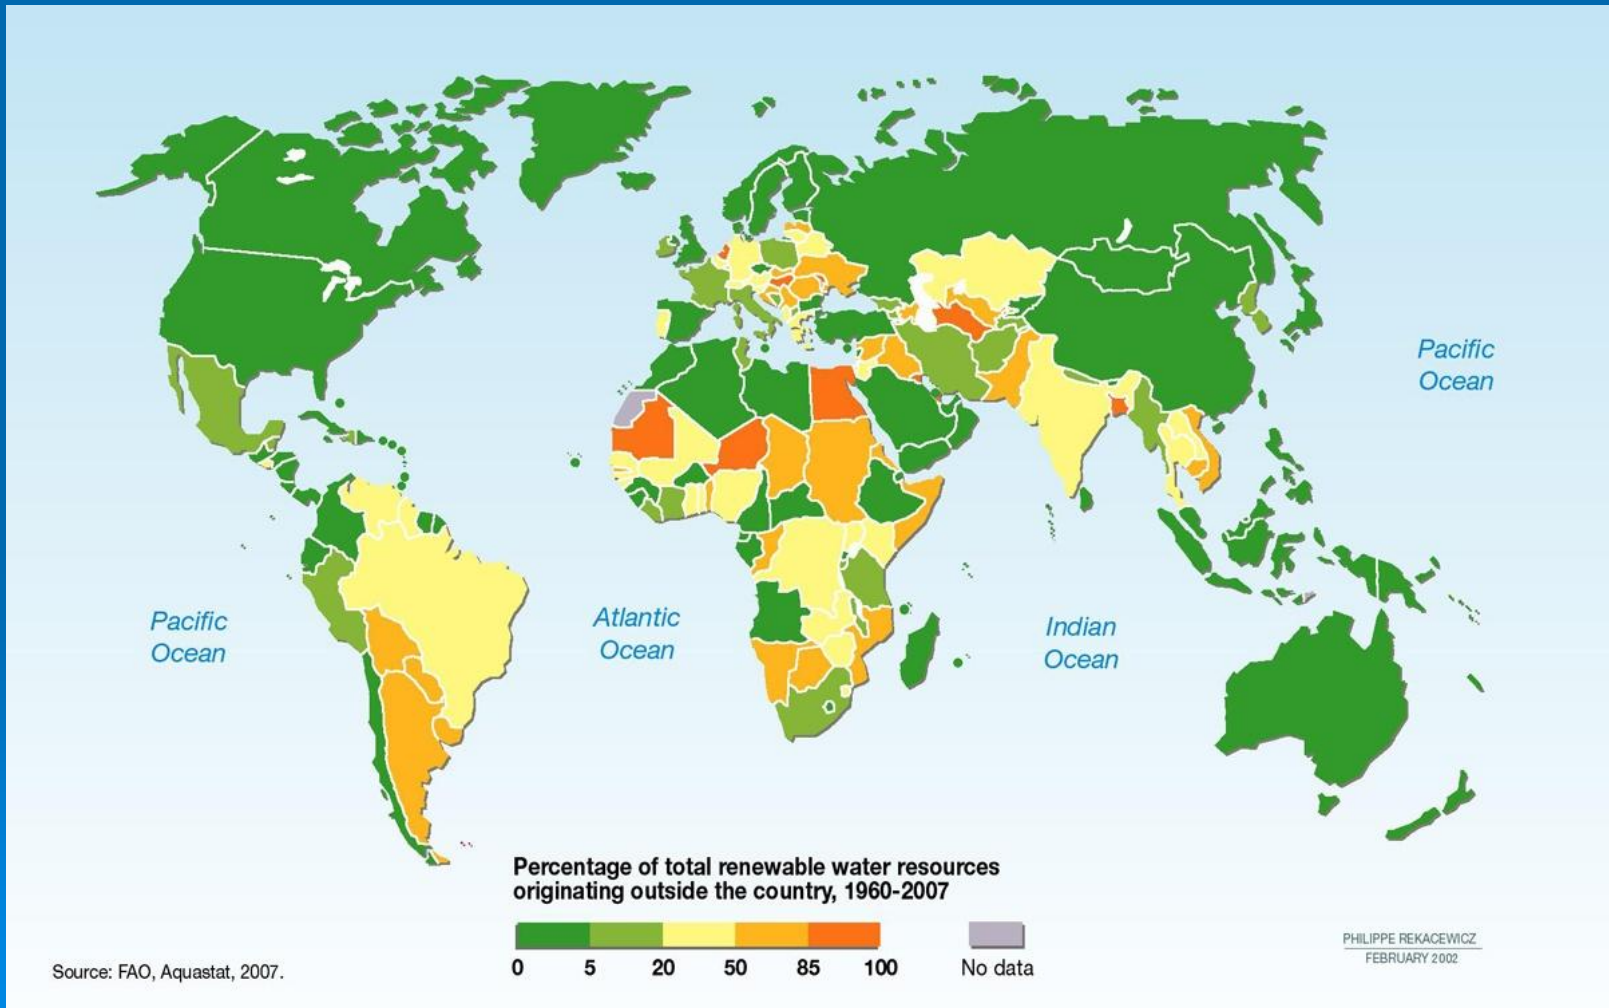 Pacific
Ocean
Pacific
Ocean
Atlantic
Ocean
Indian
Ocean
Percentage of total renewable water resources
originating outside the country, 1960-2007
0 5 20 50 85 100 No data
PHILIPPE REKACEWICZ
FEBRUARY 2002
Source: FAO, Aquastat, 2007.